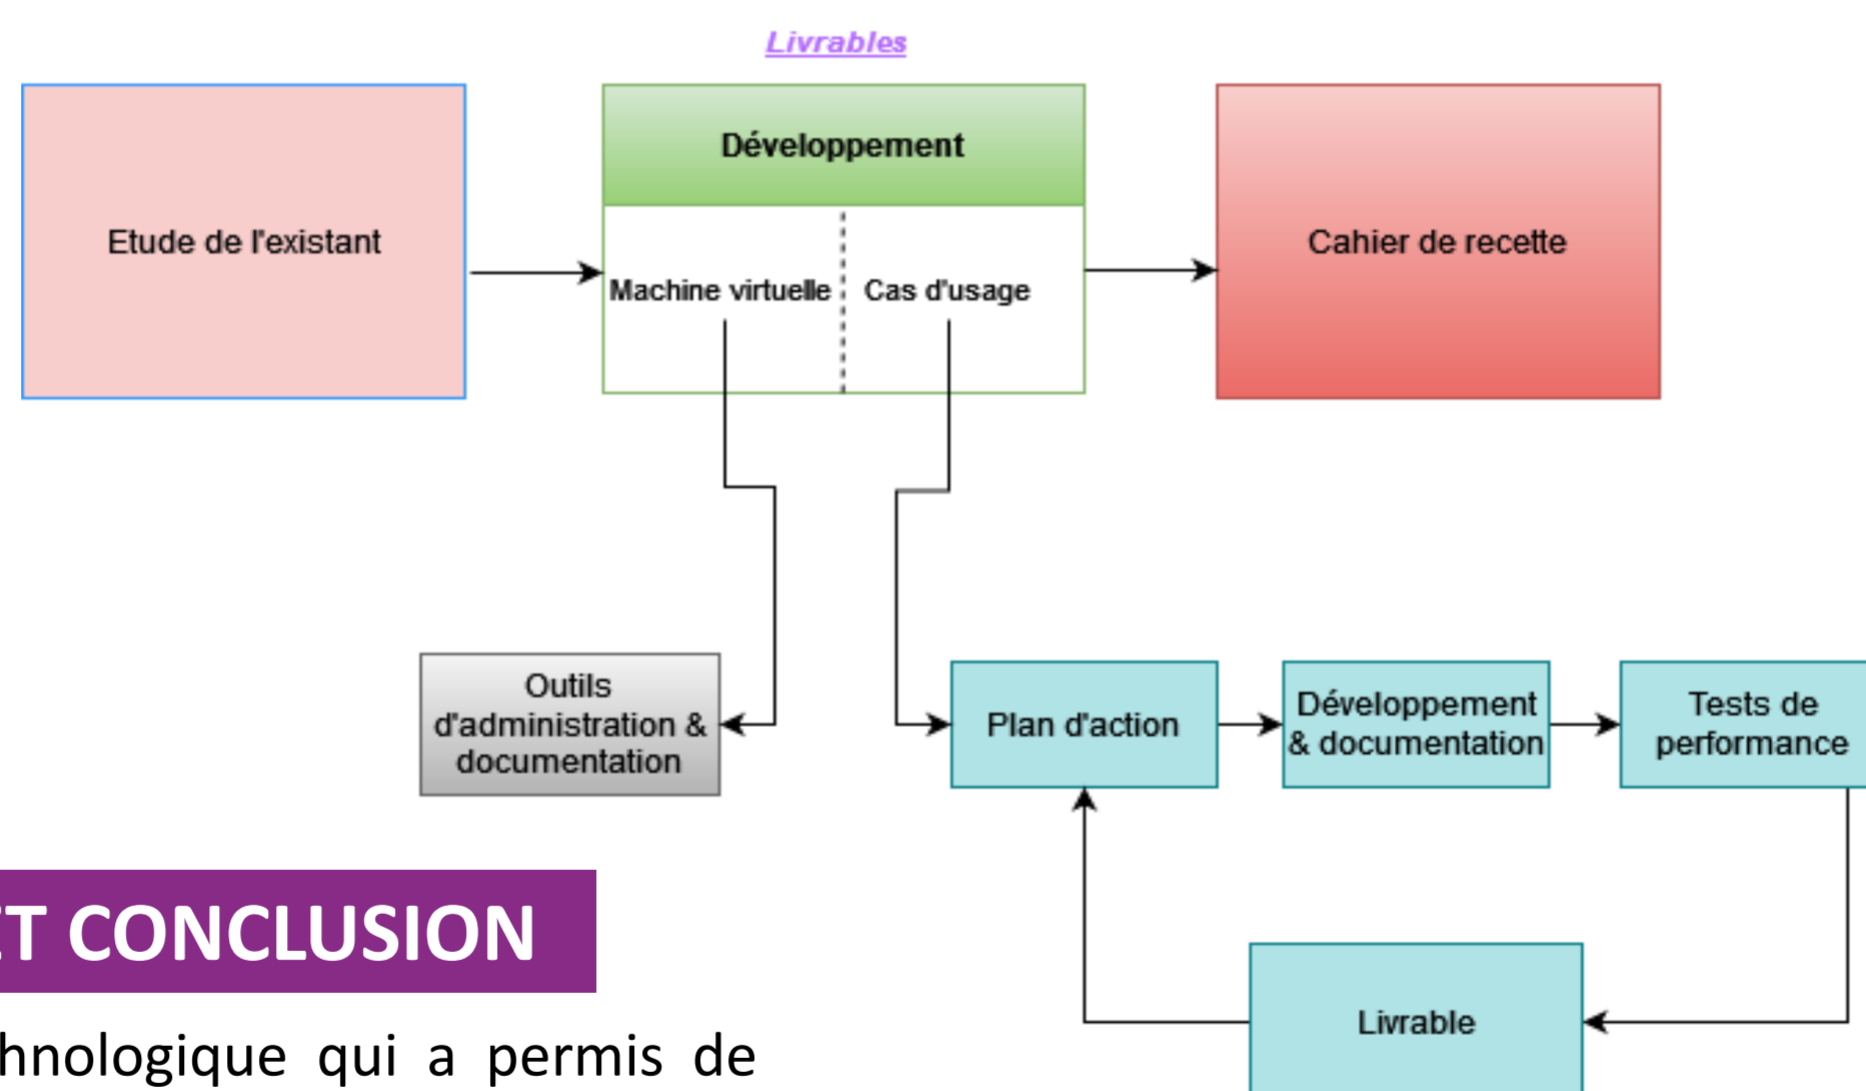 Livrables
Développement
Etude de l'existant
Machine virtuelle
Cas d'usage
Cahier de recette
Outils
d'administration &
documentation
Plan d'action
Développement
& documentation
Tests de
performance
Livrable
ET CONCLUSION
hnologique qui a permis de